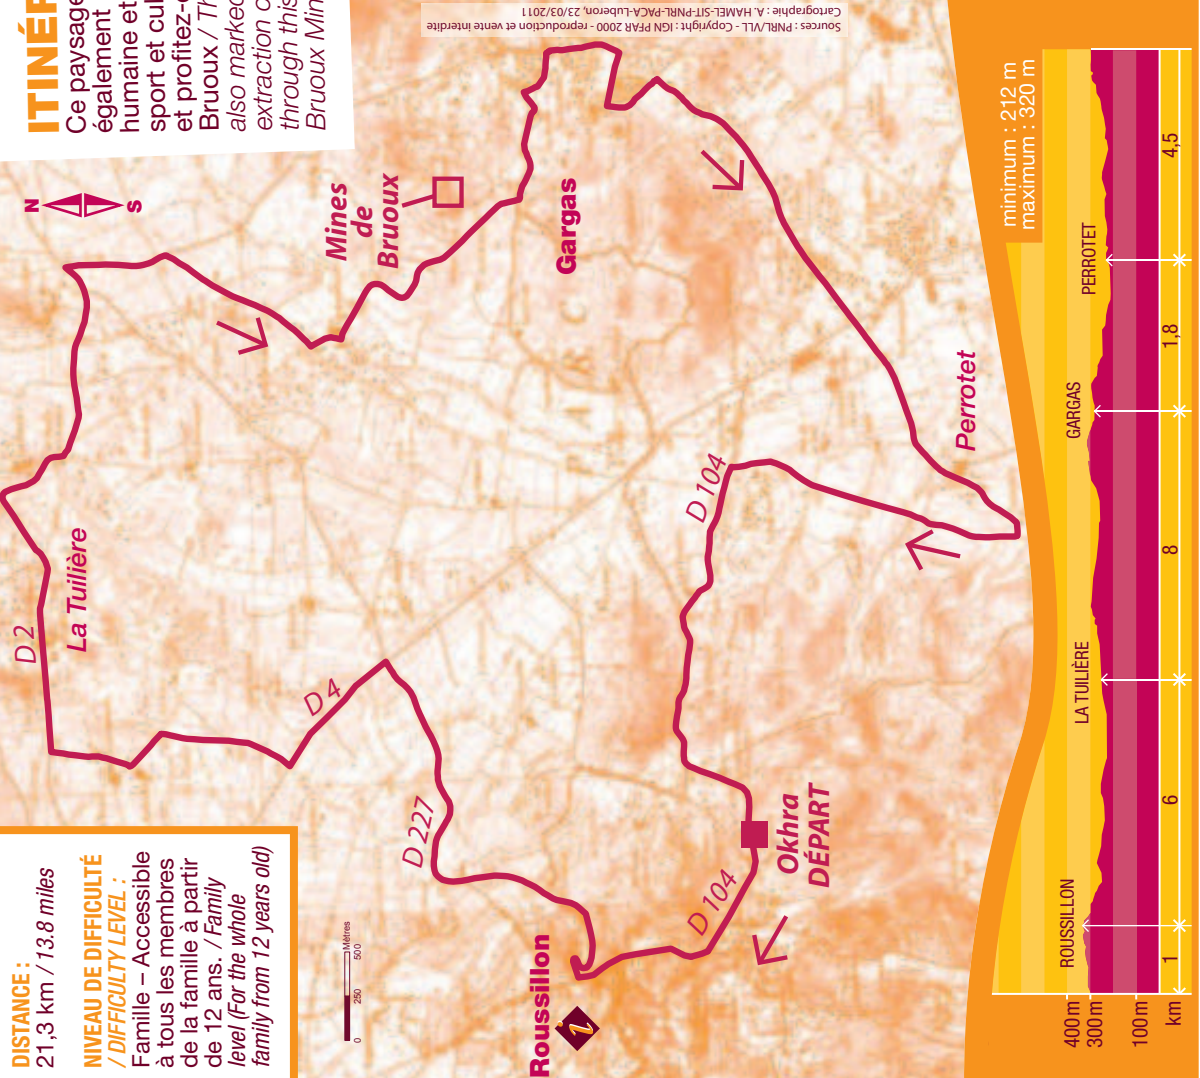 DISTANCE :
21,3 km / 13.8 miles
NIVEAU DE DIFFICULTÉ
/ DIFFICULTY LEVEL :
Famille – Accessible
à tous les membres
de la famille à partir
de 12 ans. / Family
level (For the whole
family from 12 years old)
ITINÉR
Ce paysage
également
humaine et
sport et cul
et profitez-
Bruoux / Th
also marked
extraction o
through this
Bruoux Min
N
S
D 2
La Tuilière
D 4
D 227
Mines
de
Bruoux
Gargas
0 250 500
Mètres
Roussillon
i
D 104
Okhra
DÉPART
D 104
Perrotet
Sources : PNRL/VLL - Copyright : IGN PFAR 2000 - reproduction et vente interdite
Cartographie : A. HAMEL-SIT-PNRL-PACA-Luberon, 23/03/2011
minimum : 212 m
maximum : 320 m
ROUSSILLON
LA TUILIÈRE
GARGAS
PERROTET
400 m
300 m
100 m
km
1
6
8
1,8
4,5